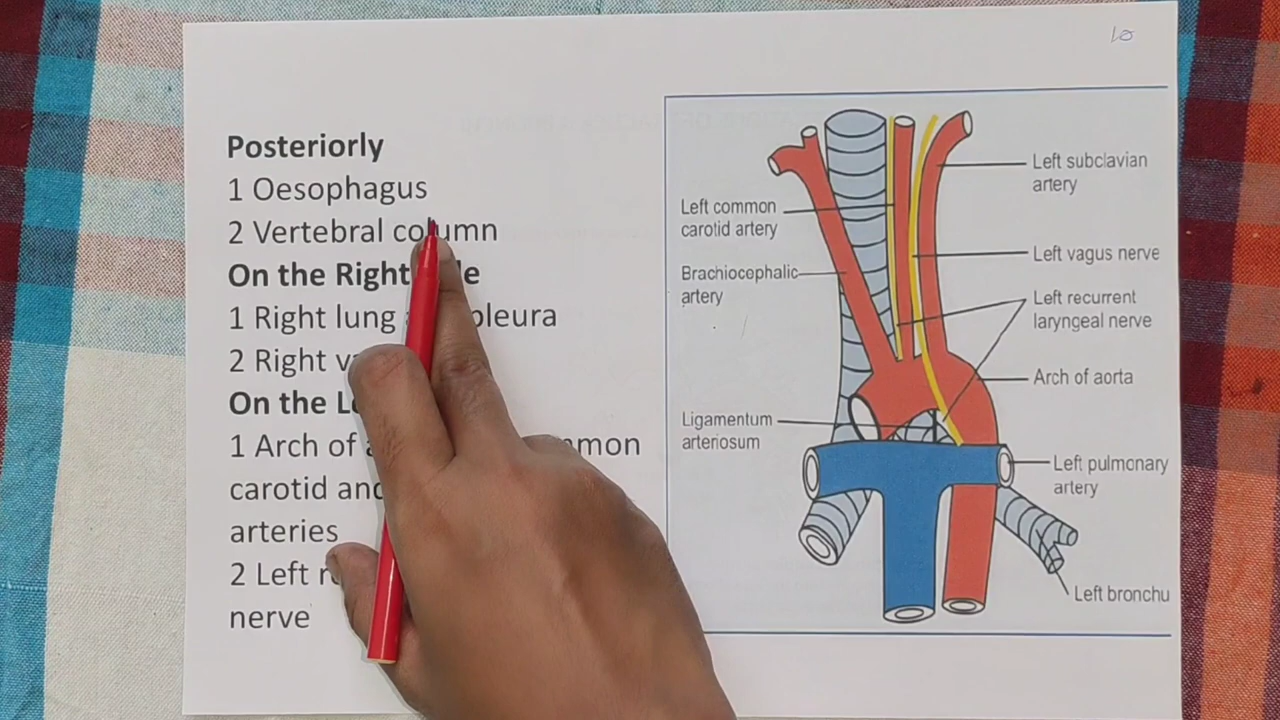 10
Posteriorly
1 Oesophagus
2 Vertebral column
On the Right
1 Right lung pleura
2 Right
On the
1 Arch of
carotid and
arteries
2 Left
nerve
Left common
carotid artery
Brachiocephalic
artery
Ligamentum
arteriosum
Left subclavian
artery
Left vagus nerve
Left recurrent
laryngeal nerve
Arch of aorta
Left pulmonary
artery
Left bronchu